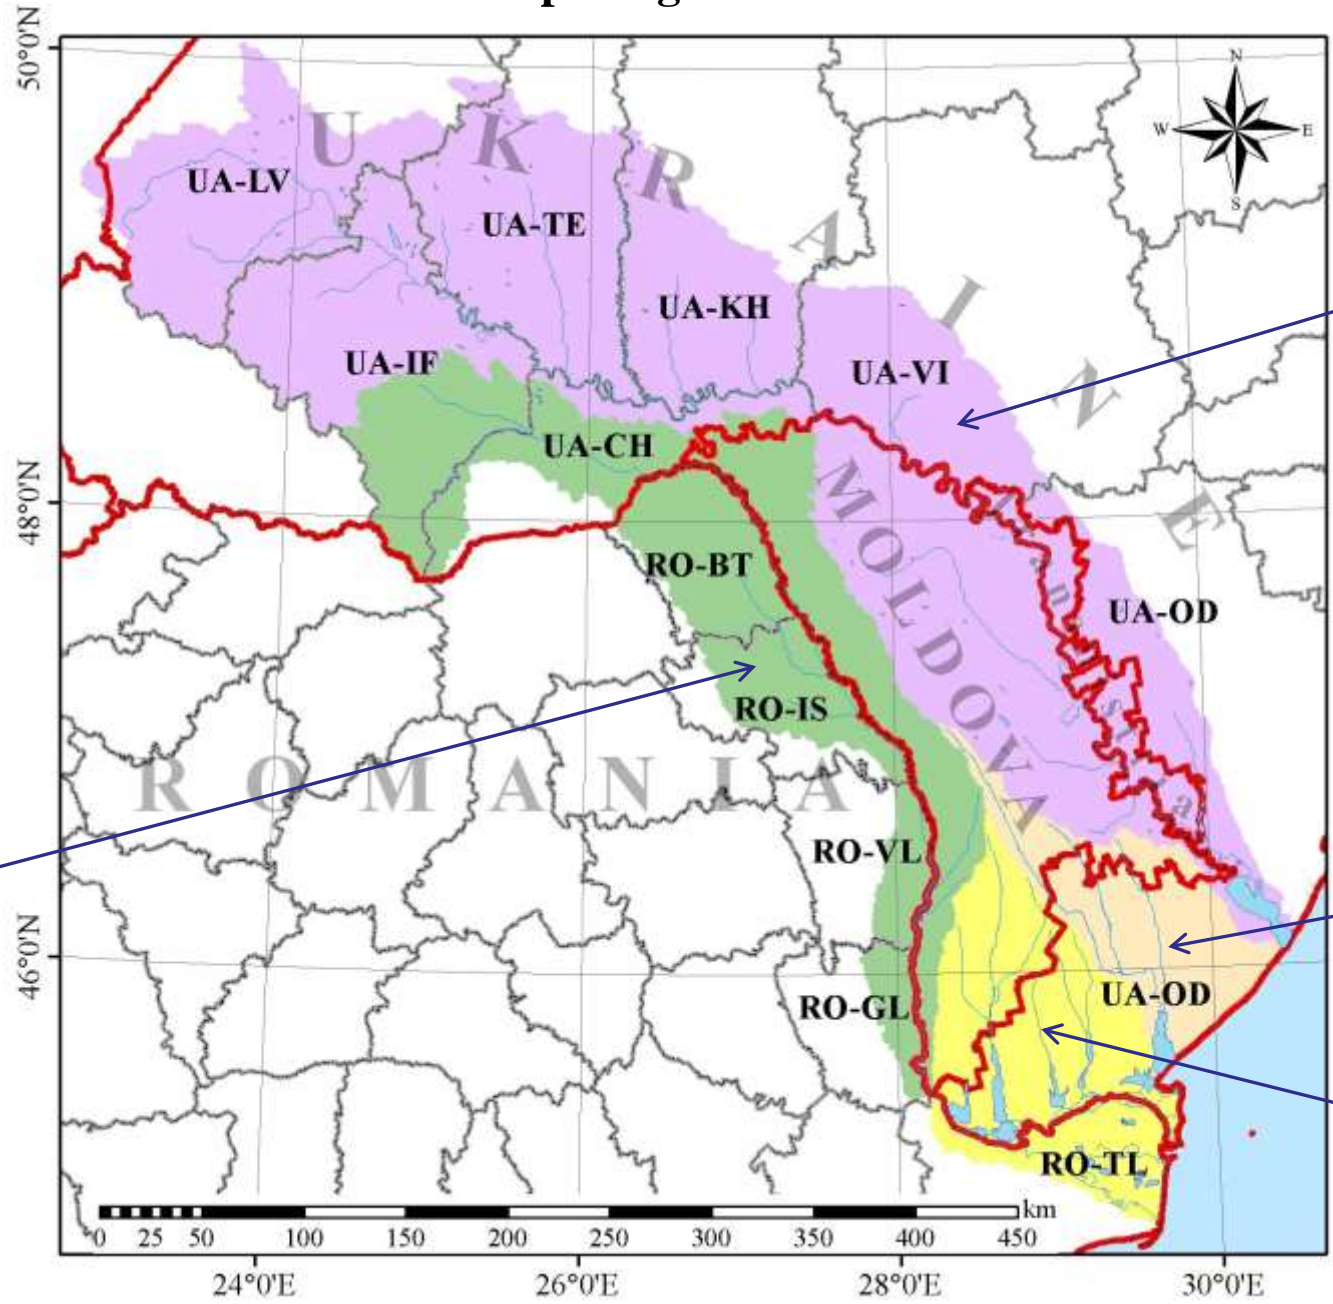 50°0'N
48°0'N
46°0'N
N
W E
S
UKRAINE
UA-LV
UA-TE
UA-KH
UA-IF
UA-VI
UA-CH
MOLDOVA
RO-BT
UA-OD
RO-IS
ROMANIA
RO-VL
UA-OD
RO-GL
RO-TL
km
0 25 50 100 150 200 250 300 350 400 450
24°0'E 26°0'E 28°0'E 30°0'E